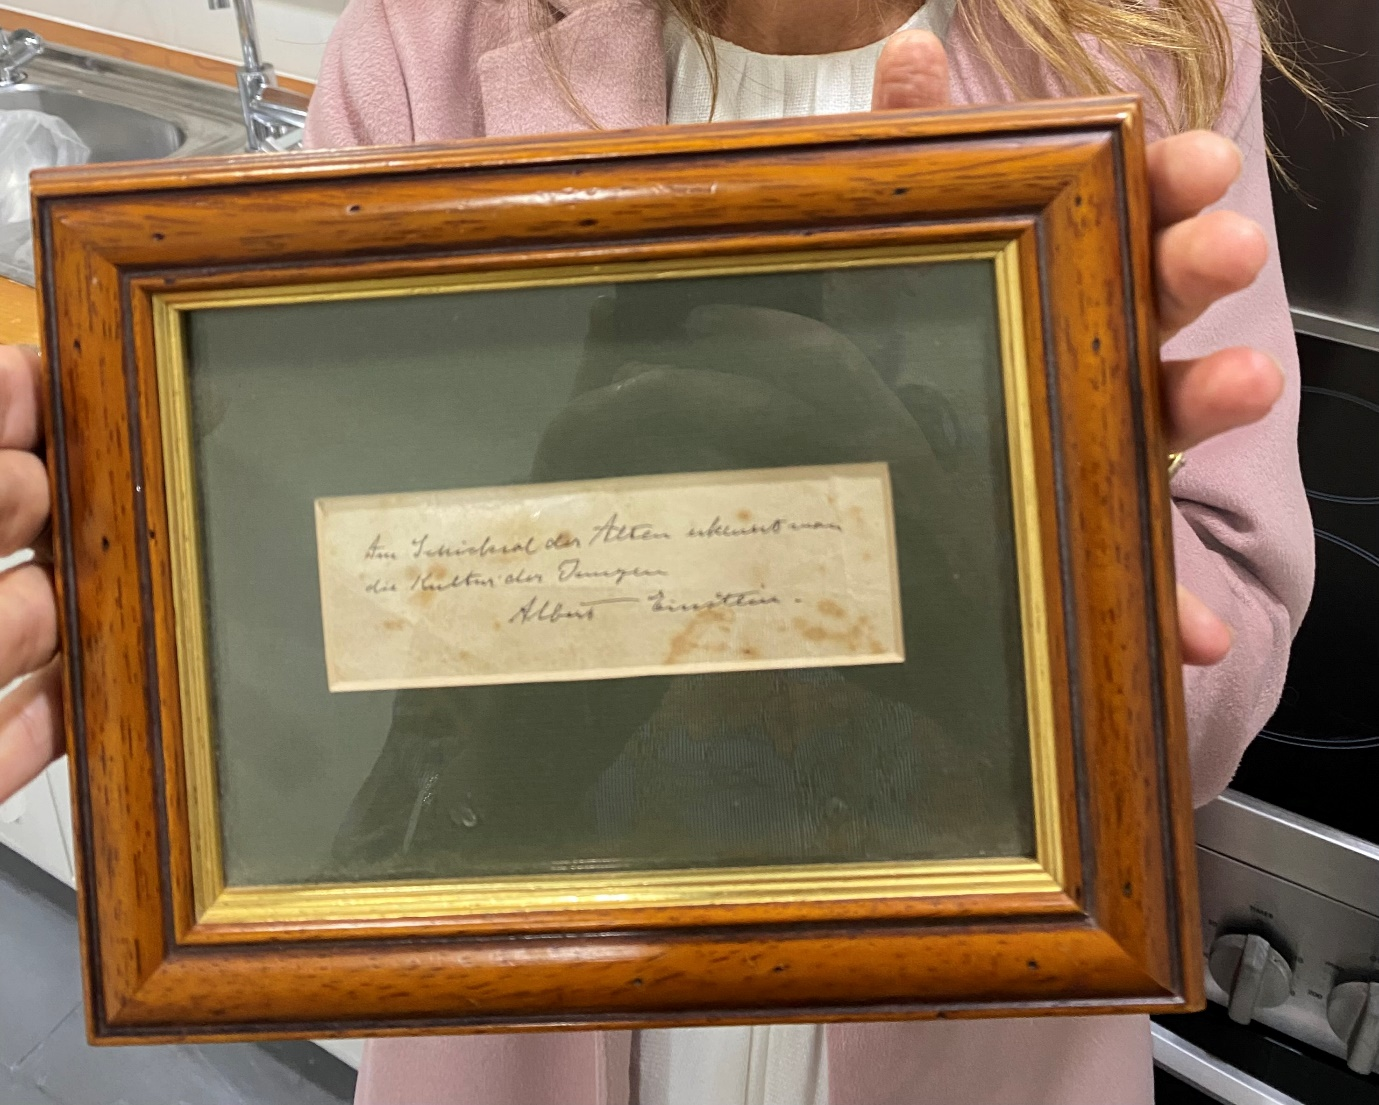 Am Schicksal der Alten erkennt man
die Kultur der Jungen
Albert Einstein.